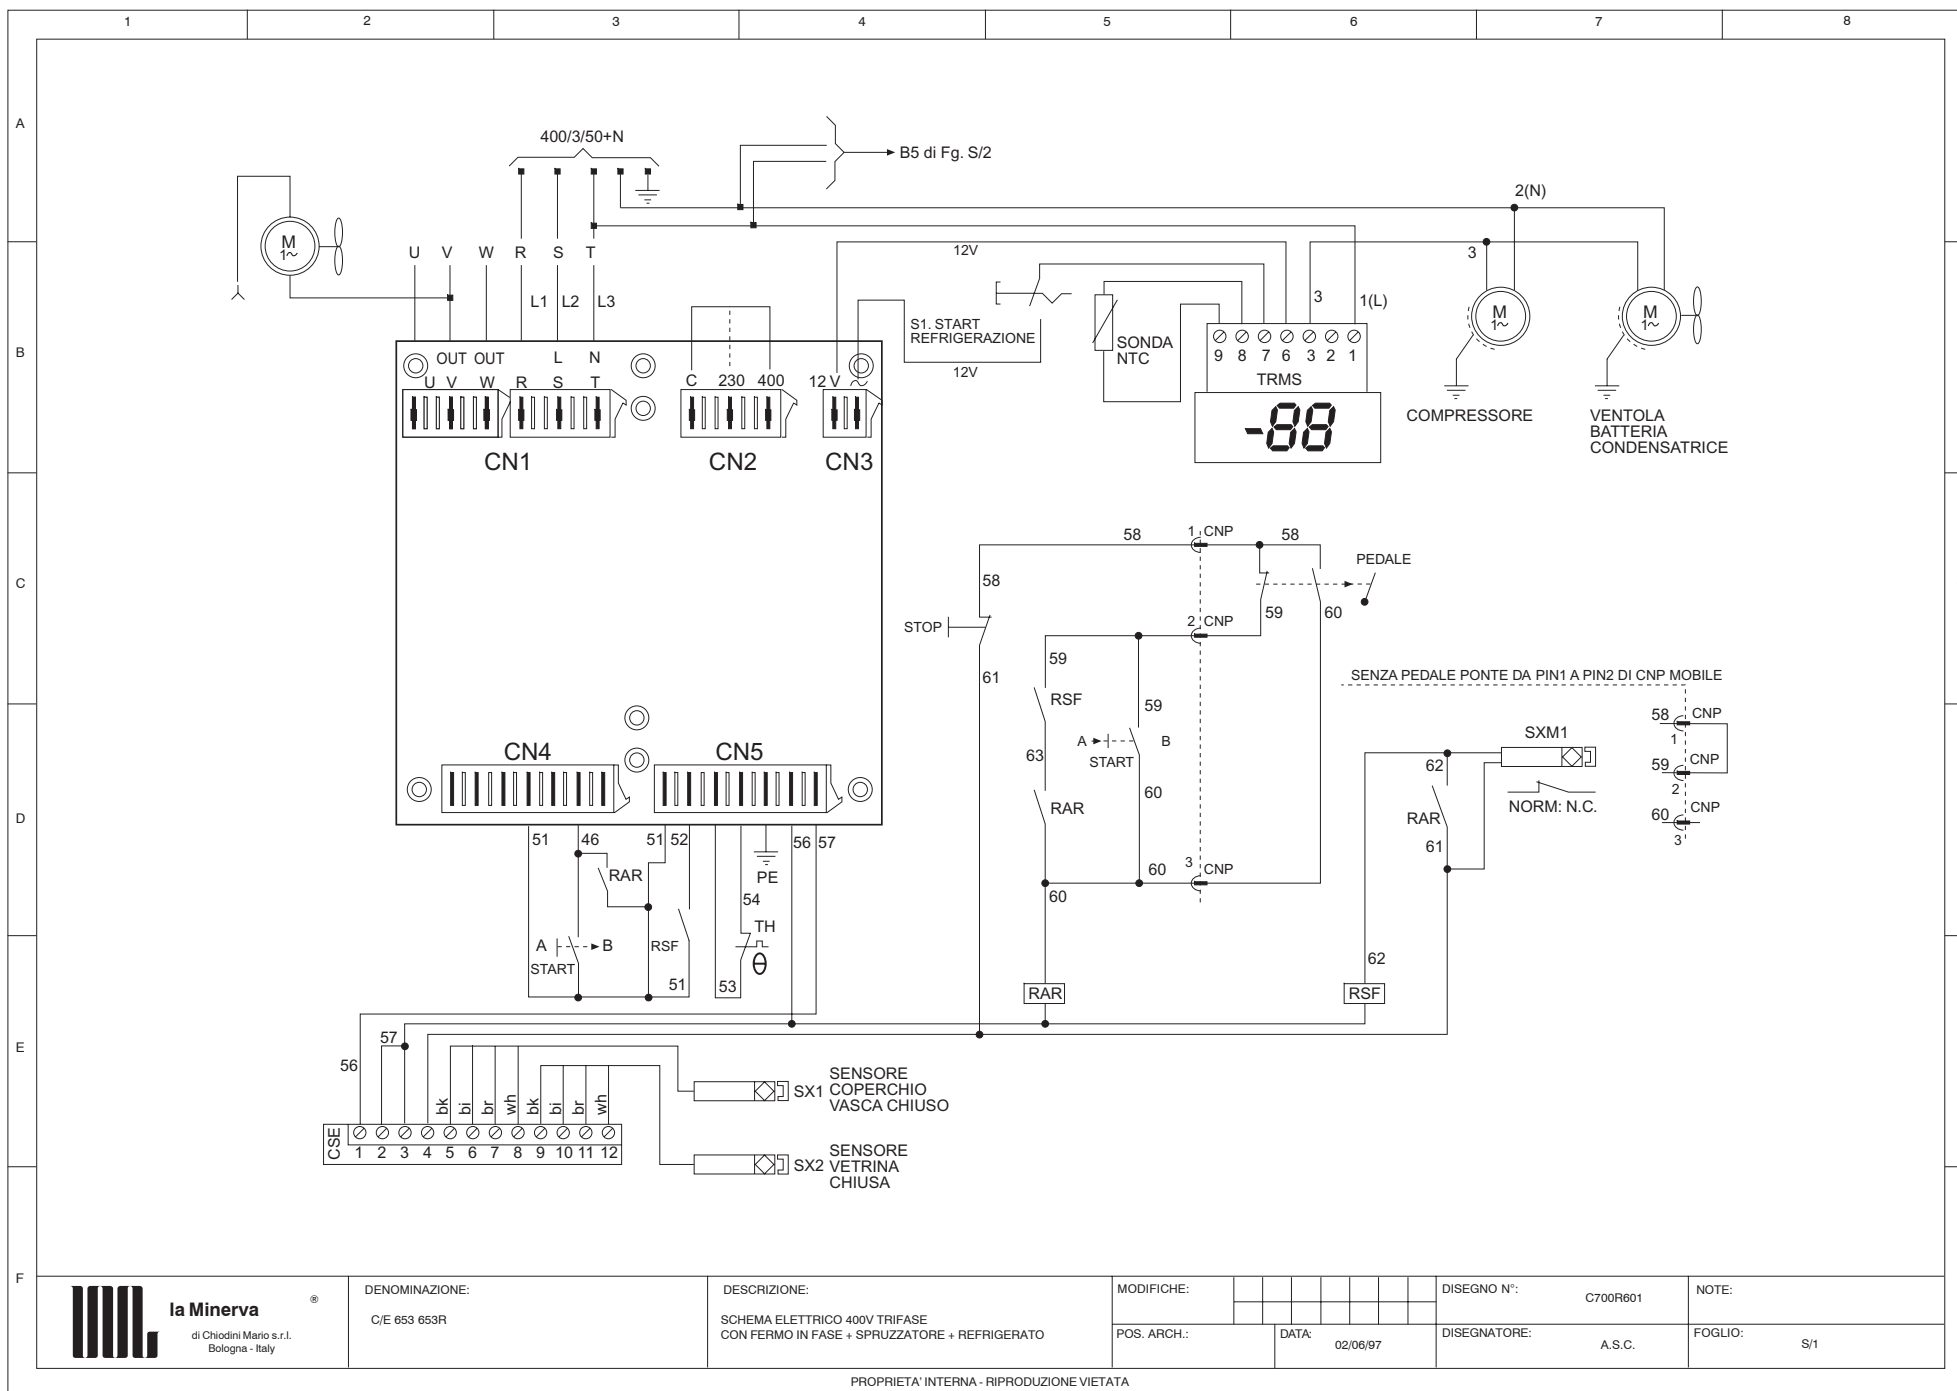 1 2 3 4 5 6 7 8
A
B
C
D
E
F
400/3/50+N
B5 di Fg. S/2
2(N)
M
1~
U V W R S T
12V
3
3
1(L)
L1 L2 L3
S1. START
REFRIGERAZIONE
12V
SONDA
NTC
9 8 7 6 3 2 1
TRMS
-88
M
1~
M
1~
COMPRESSORE
VENTOLA
BATTERIA
CONDENSATRICE
OUT OUT L N
U V W R S T
C 230 400
12 V
CN1 CN2 CN3
58 1 CNP 58
PEDALE
58
59 60
STOP
2 CNP
59
61
RSF
59
A B
START
63
60
RAR
60 3 CNP
60
SENZA PEDALE PONTE DA PIN1 A PIN2 DI CNP MOBILE
58 CNP
1
59 CNP
2
60 CNP
3
SXM1
NORM: N.C.
62
RAR
61
62
CN4 CN5
51 46 51 52 56 57
RAR
PE
54
TH
θ
A B
START
RSF
51 53
RAR RSF
57
56
bk bi br wh bk bi br wh
CSE
1 2 3 4 5 6 7 8 9 10 11 12
SX1
SENSORE
COPERCHIO
VASCA CHIUSO
SX2
SENSORE
VETRINA
CHIUSA
la Minerva ®
di Chiodini Mario s.r.l.
Bologna - Italy
DENOMINAZIONE:
C/E 653 653R
DESCRIZIONE:
SCHEMA ELETTRICO 400V TRIFASE
CON FERMO IN FASE + SPRUZZATORE + REFRIGERATO
MODIFICHE:
POS. ARCH.:
DATA:
02/06/97
DISEGNO N°:
C700R601
DISEGNATORE:
A.S.C.
NOTE:
FOGLIO:
S/1
PROPRIETA' INTERNA - RIPRODUZIONE VIETATA